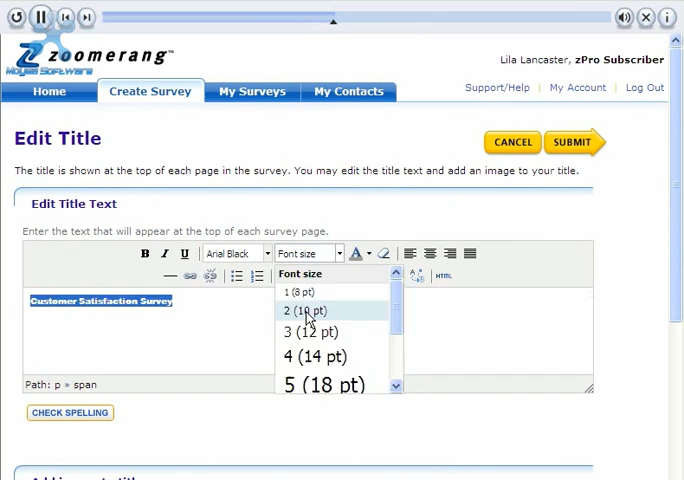 zoomerang™
Moyea Software
Lila Lancaster, zPro Subscriber
Home
Create Survey
My Surveys
My Contacts
Support/Help | My Account | Log Out
Edit Title
CANCEL
SUBMIT
The title is shown at the top of each page in the survey. You may edit the title text and add an image to your title.
Edit Title Text
Enter the text that will appear at the top of each survey page.
B I U Arial Black Font size A
HTML
Font size
1 (8 pt)
2 (10 pt)
3 (12 pt)
4 (14 pt)
5 (18 pt)
Customer Satisfaction Survey
Path: p » span
CHECK SPELLING